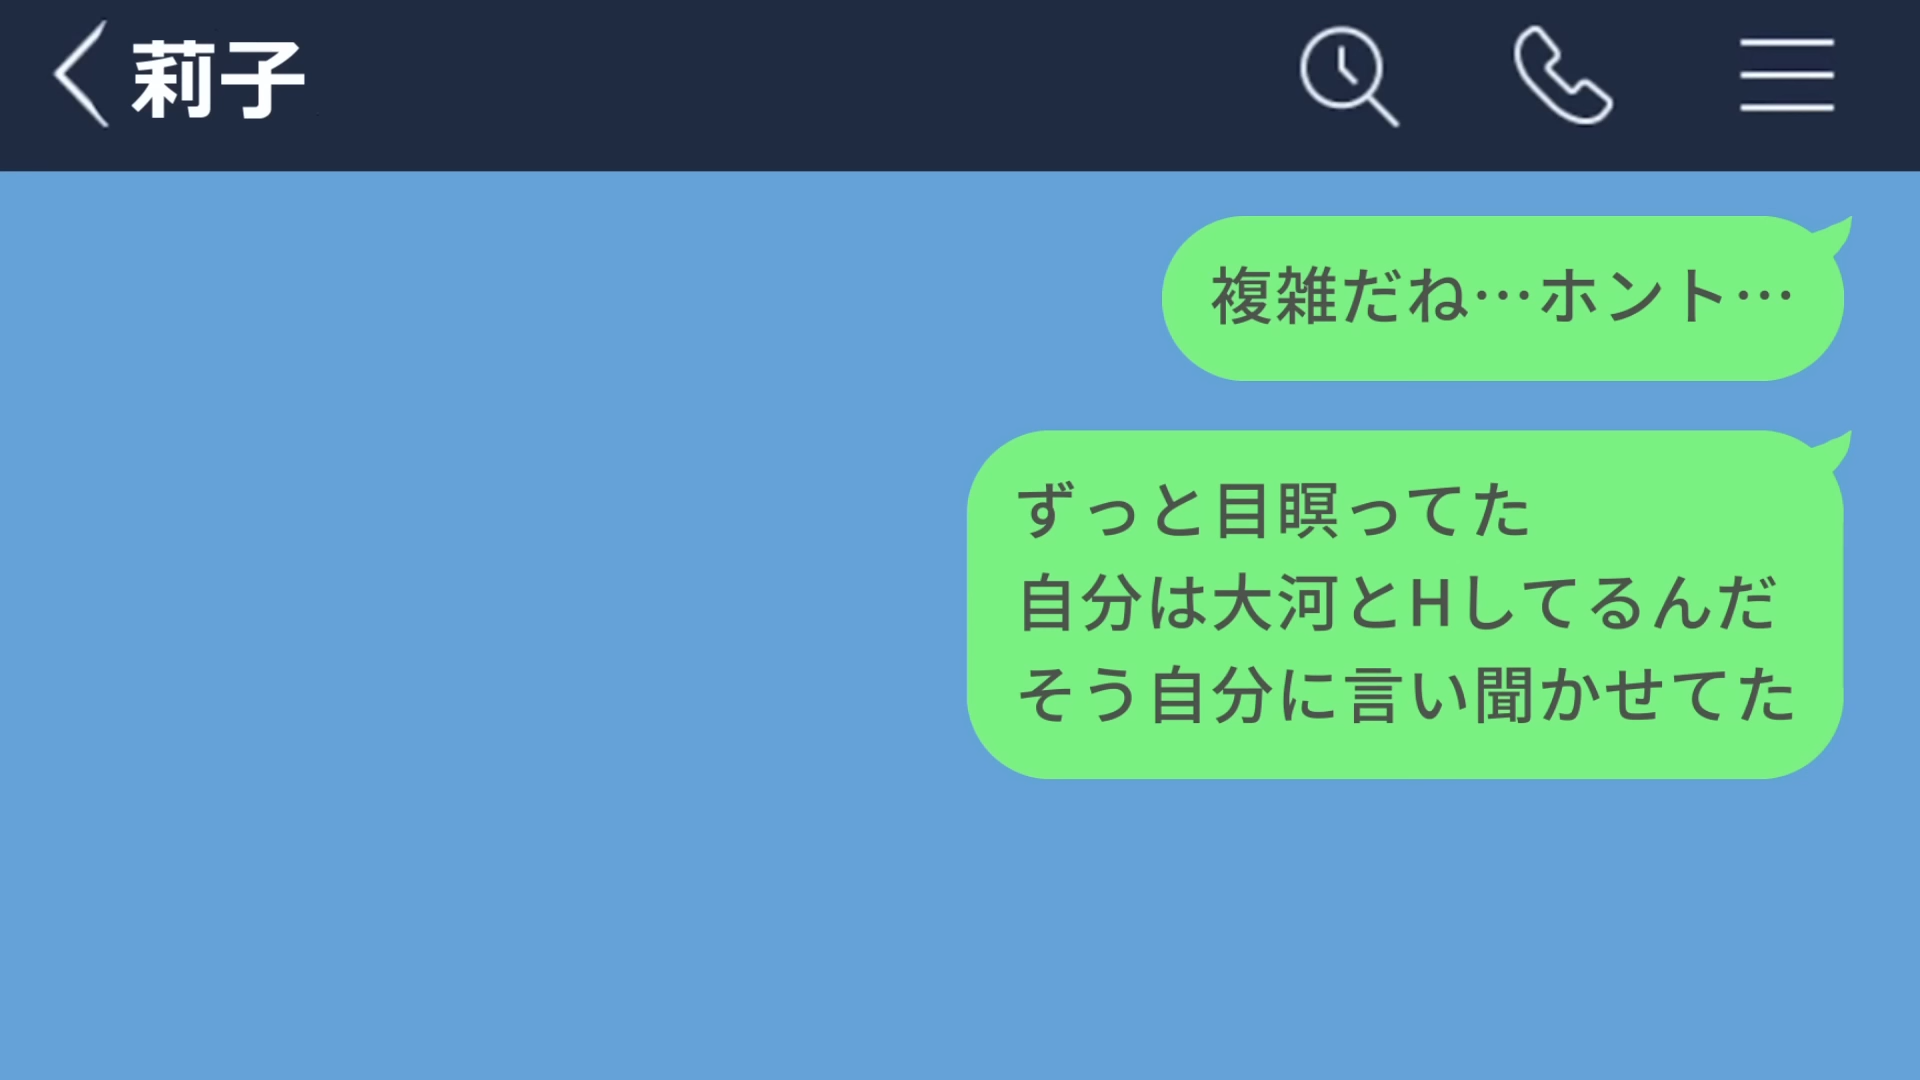 莉子
複雑だね…ホント…
ずっと目瞑ってた
自分は大河とHしてるんだ
そう自分に言い聞かせてた